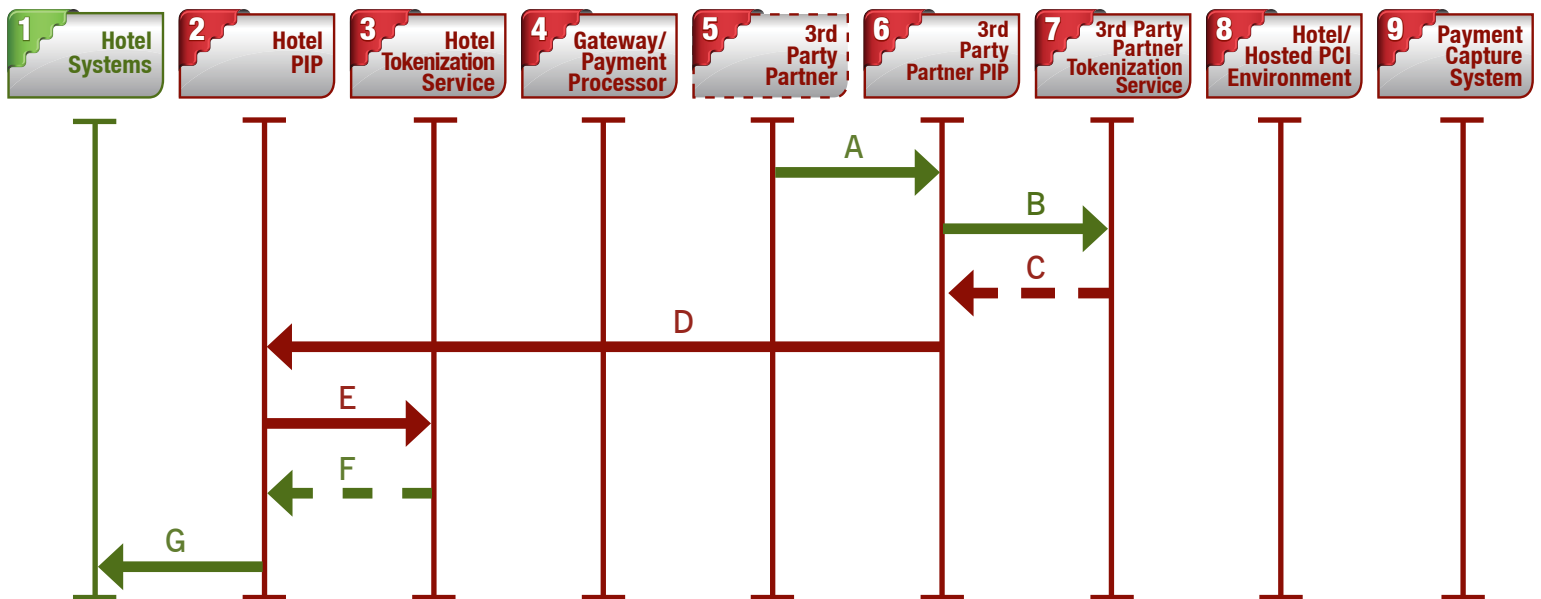 1
Hotel
Systems
2
Hotel
PIP
3
Hotel
Tokenization
Service
4
Gateway/
Payment
Processor
5
3rd
Party
Partner
6
3rd
Party
Partner PIP
7
3rd Party
Partner
Tokenization
Service
8
Hotel/
Hosted PCI
Environment
9
Payment
Capture
System
A
B
C
D
E
F
G